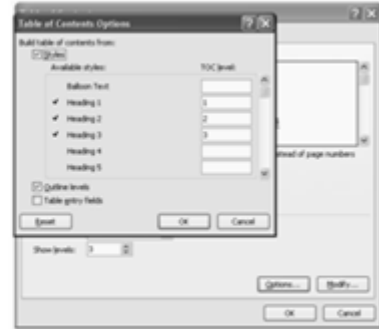 Table of Contents Options
Build table of contents from:
Styles
Available styles: TOC level:
Balloon Text
Heading 1 1
Heading 2 2
Heading 3 3
Heading 4
Heading 5
Outline levels
Table entry fields
Reset OK Cancel
instead of page numbers
Show levels: 3
Options... Modify...
OK Cancel